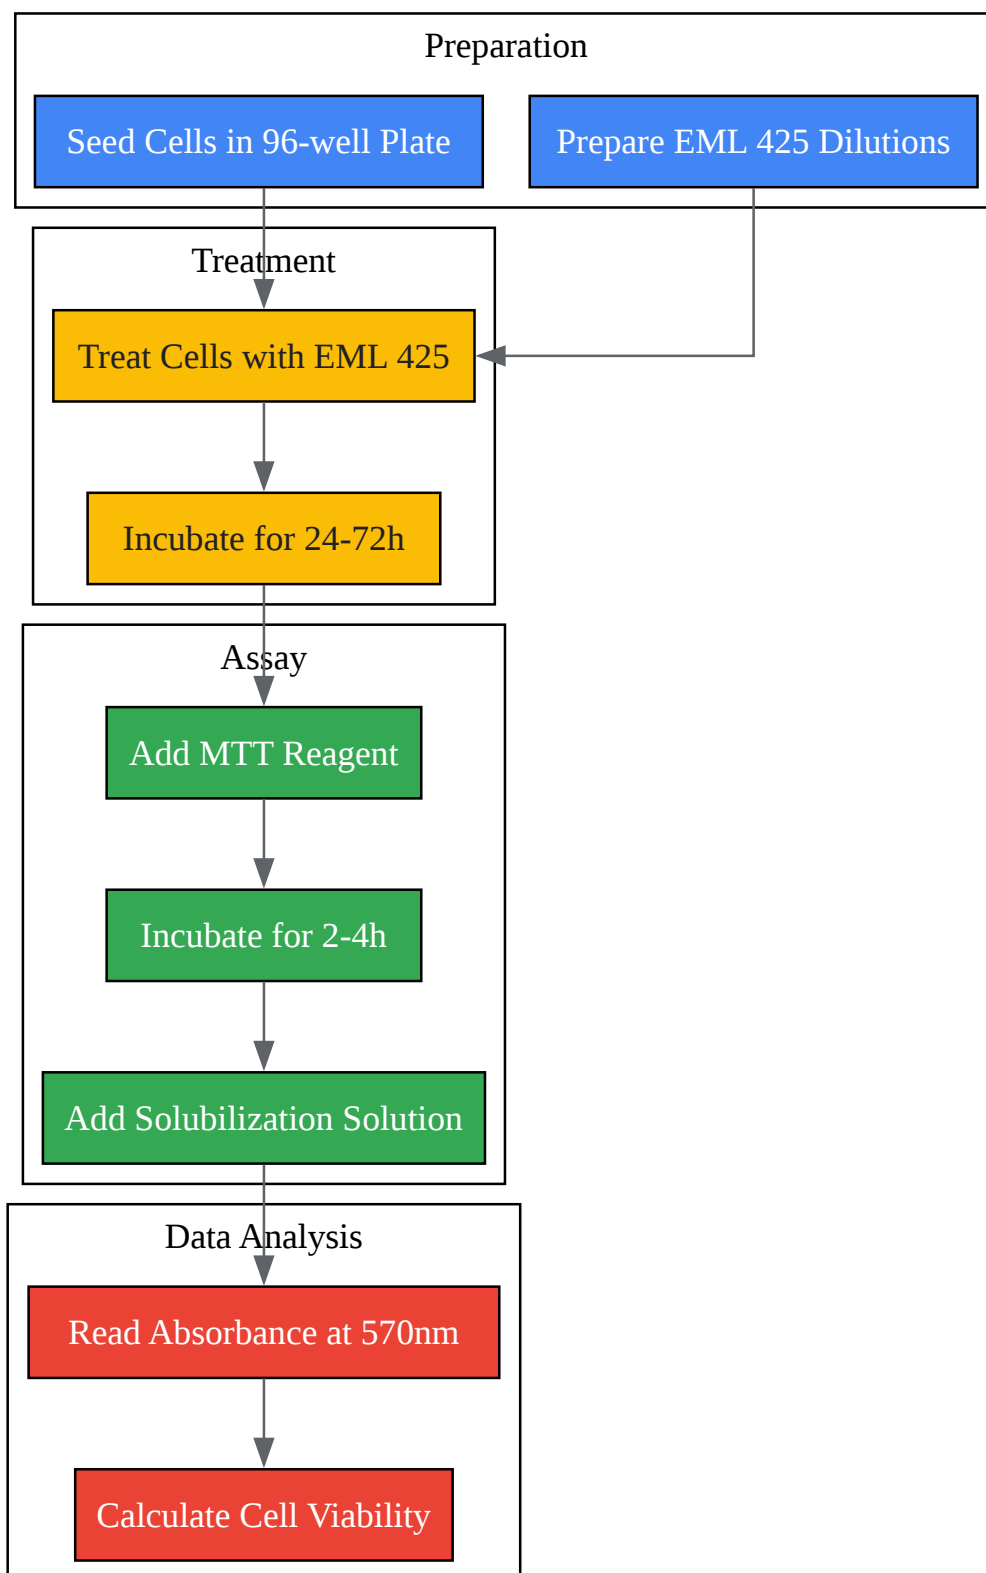 Preparation
Seed Cells in 96-well Plate
Prepare EML 425 Dilutions
Treatment
Treat Cells with EML 425
Incubate for 24-72h
Assay
Add MTT Reagent
Incubate for 2-4h
Add Solubilization Solution
Data Analysis
Read Absorbance at 570nm
Calculate Cell Viability